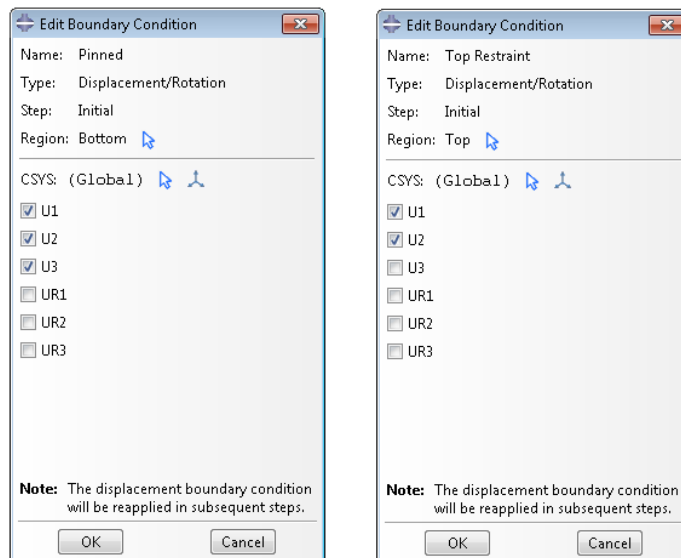 Edit Boundary Condition
Name: Pinned
Type: Displacement/Rotation
Step: Initial
Region: Bottom
CSYS: (Global)
U1
U2
U3
UR1
UR2
UR3
Note: The displacement boundary condition
will be reapplied in subsequent steps.
OK Cancel
Edit Boundary Condition
Name: Top Restraint
Type: Displacement/Rotation
Step: Initial
Region: Top
CSYS: (Global)
U1
U2
U3
UR1
UR2
UR3
Note: The displacement boundary condition
will be reapplied in subsequent steps.
OK Cancel